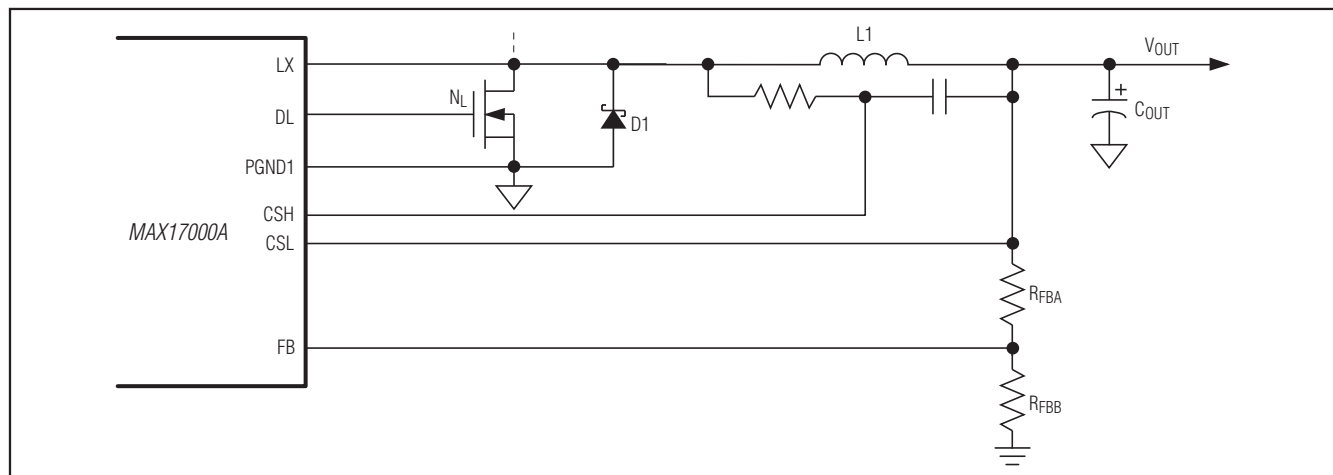 L1
VOUT
LX
NL
DL
D1
+
COUT
PGND1
CSH
MAX17000A
CSL
RFBA
FB
RFBB